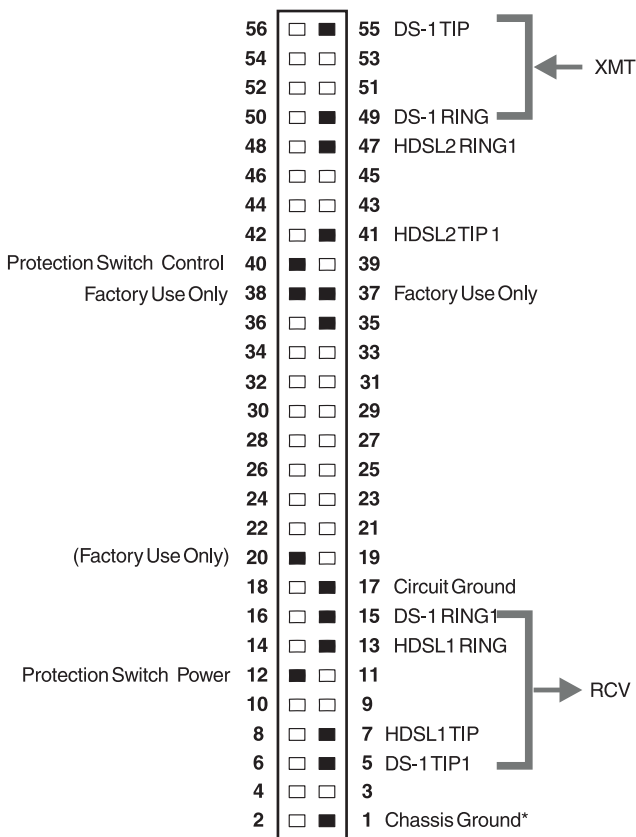 56 55 DS-1 TIP
54 53
XMT
52 51
50 49 DS-1 RING
48 47 HDSL2 RING1
46 45
44 43
42 41 HDSL2 TIP 1
Protection Switch Control 40 39
Factory Use Only 38 37 Factory Use Only
36 35
34 33
32 31
30 29
28 27
26 25
24 23
22 21
(Factory Use Only) 20 19
18 17 Circuit Ground
16 15 DS-1 RING1
14 13 HDSL1 RING
Protection Switch Power 12 11
RCV
10 9
8 7 HDSL1 TIP
6 5 DS-1 TIP1
4 3
2 1 Chassis Ground*